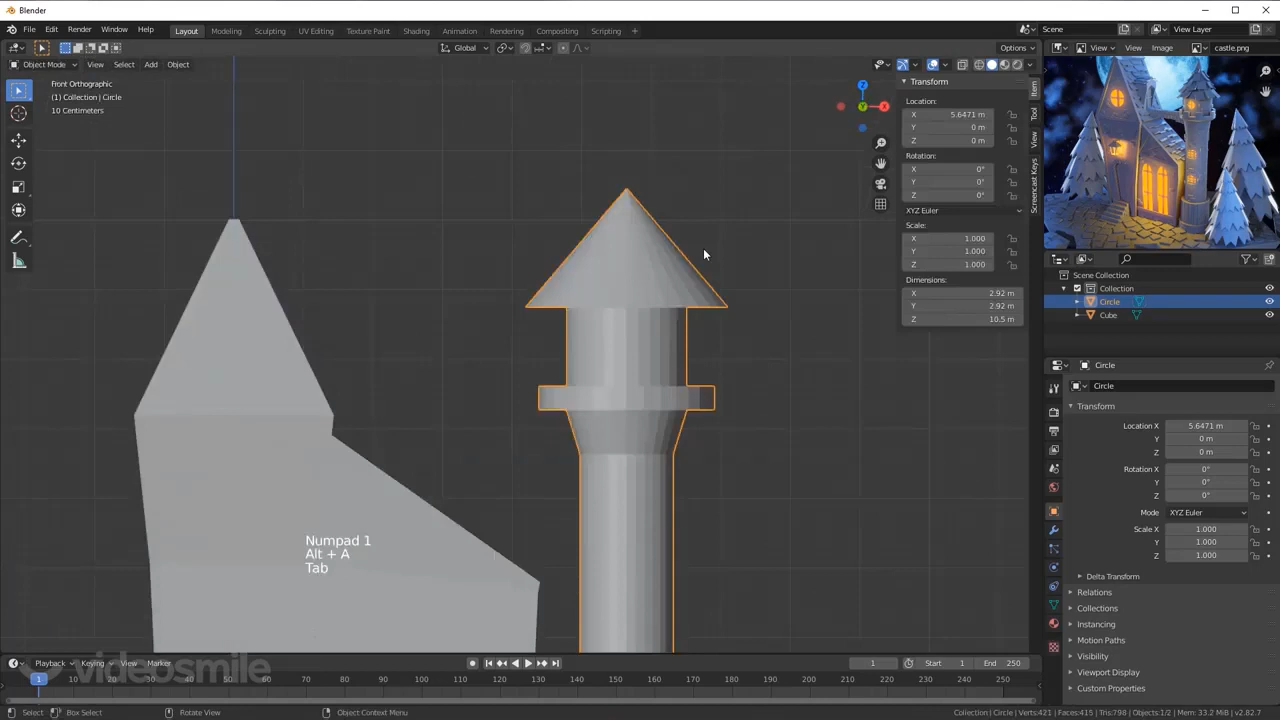 Blender
File Edit Render Window Help
Layout Modeling Sculpting UV Editing Texture Paint Shading Animation Rendering Compositing Scripting +
Scene View Layer
Global Options
View View Image castle.png
Object Mode View Select Add Object
Front Orthographic
(1) Collection | Circle
10 Centimeters
Z
Y
X
Transform
Location:
X 5.6471 m
Y 0 m
Z 0 m
Rotation:
X 0°
Y 0°
Z 0°
XYZ Euler
Scale:
X 1.000
Y 1.000
Z 1.000
Dimensions:
X 2.92 m
Y 2.92 m
Z 10.5 m
Item
Tool
View
Screencast Keys
Scene Collection
Collection
Circle
Cube
Circle
Circle
Transform
Location X 5.6471 m
Y 0 m
Z 0 m
Rotation X 0°
Y 0°
Z 0°
Mode XYZ Euler
Scale X 1.000
Y 1.000
Z 1.000
Delta Transform
Relations
Collections
Instancing
Motion Paths
Visibility
Viewport Display
Custom Properties
Numpad 1
Alt + A
Tab
videosmile
Playback Keying View Marker 1 Start 1 End 250
1 10 20 30 40 50 60 70 80 90 100 110 120 130 140 150 160 170 180 190 200 210 220 230 240 250
Select Box Select Rotate View Object Context Menu
Collection | Circle | Verts:421 | Faces:415 | Tris:798 | Objects:1/2 | Mem: 33.2 MiB | v2.82.7